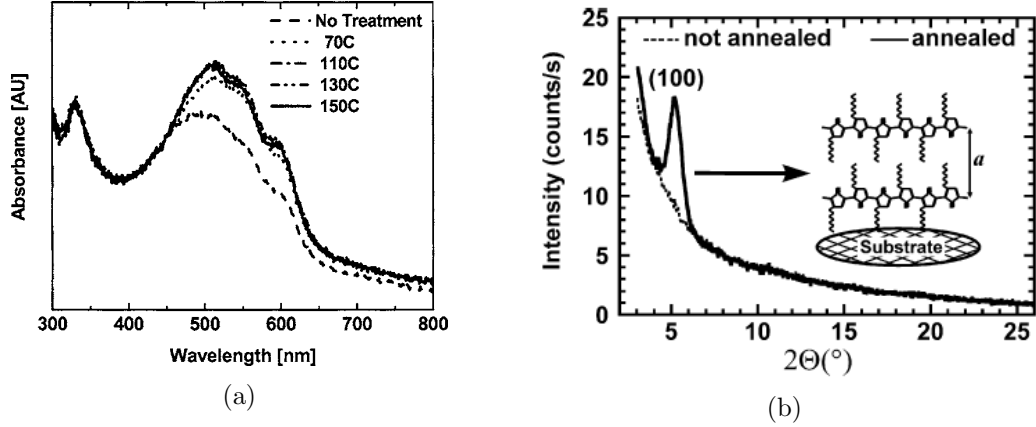 No Treatment
70C
110C
130C
150C
Absorbance [AU]
300 400 500 600 700 800
Wavelength [nm]
(a)
not annealed annealed
25
20
15
10
5
0
(100)
a
Substrate
Intensity (counts/s)
5 10 15 20 25
2Θ(°)
(b)